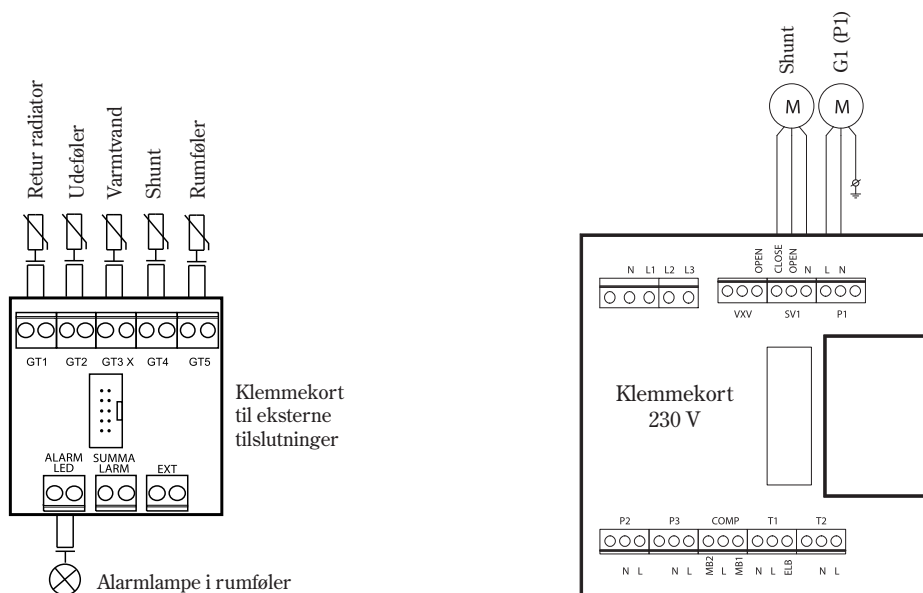 Retur radiator
Udeføler
Varmtvand
Shunt
Rumføler
GT1 GT2 GT3 X GT4 GT5
ALARM
LED
SUMMA
LARM
EXT
Klemmekort
til eksterne
tilslutninger
Alarmlampe i rumføler
Shunt
G1 (P1)
M M
N L1 L2 L3
OPEN
CLOSE
OPEN
N L N
VXV SV1 P1
Klemmekort
230 V
P2 P3 COMP T1 T2
N L N L MB2 L MB1 N L ELB N L